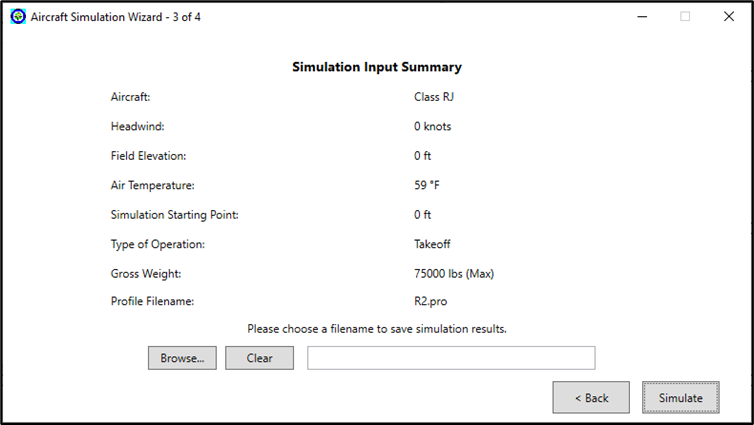 Aircraft Simulation Wizard - 3 of 4
Simulation Input Summary
Aircraft: Class RJ
Headwind: 0 knots
Field Elevation: 0 ft
Air Temperature: 59 °F
Simulation Starting Point: 0 ft
Type of Operation: Takeoff
Gross Weight: 75000 lbs (Max)
Profile Filename: R2.pro
Please choose a filename to save simulation results.
Browse... Clear
< Back Simulate